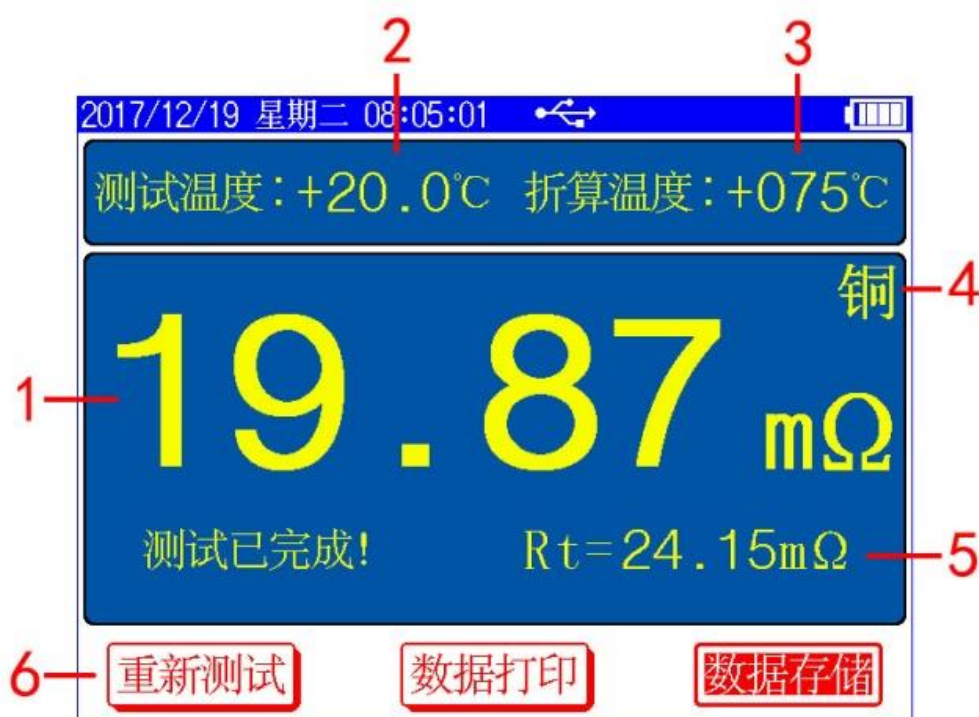 2
3
2017/12/19 星期二 08:05:01
测试温度:+20.0℃ 折算温度:+075℃
铜
4
1
19.87mΩ
测试已完成!
Rt=24.15mΩ
5
6
重新测试
数据打印
数据存储